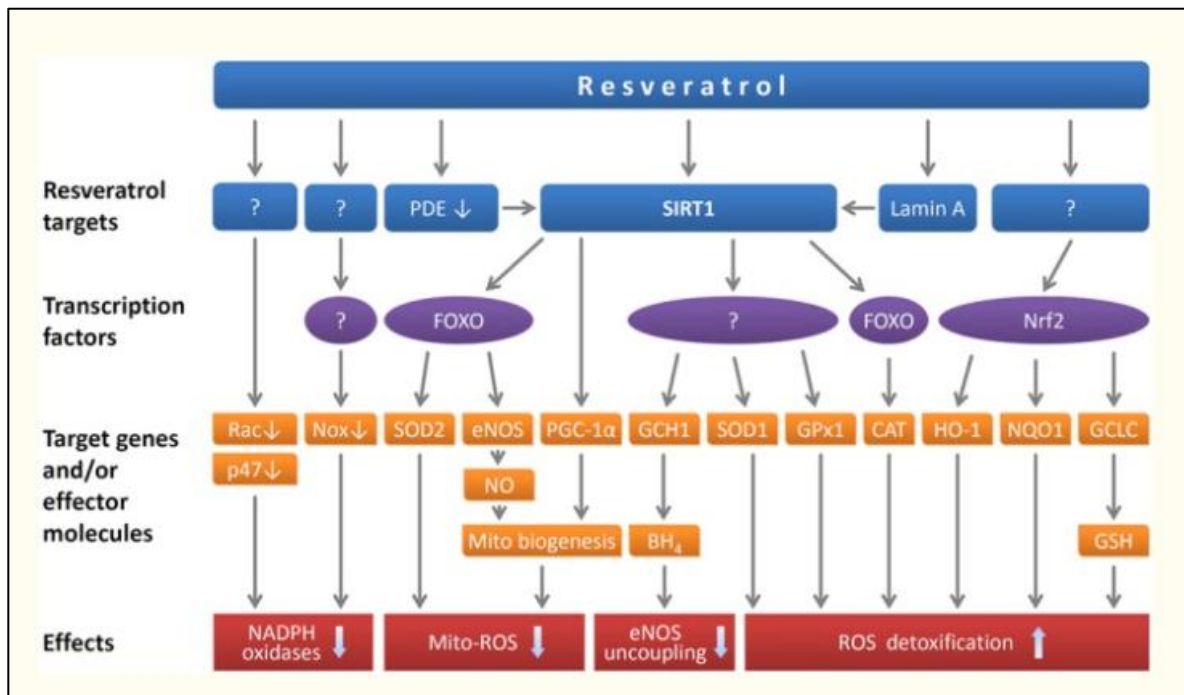 Resveratrol
Resveratrol
targets
? ? PDE ↓ SIRT1 Lamin A ?
Transcription
factors
? FOXO ? FOXO Nrf2
Target genes
and/or
effector
molecules
Rac↓ Nox↓ SOD2 eNOS PGC-1α GCH1 SOD1 GPx1 CAT HO-1 NQO1 GCLC
p47↓
NO
Mito biogenesis BH₄ GSH
Effects
NADPH
oxidases
Mito-ROS
eNOS
uncoupling
ROS detoxification